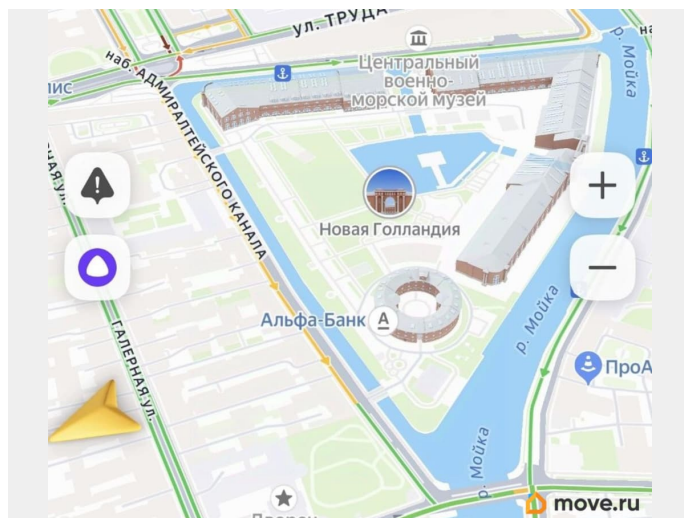 УЛ. ТРУДА
Центральный
военно-
морской музей
р. Мойка
наб. АДМИРАЛТЕЙСКОГО КАНАЛА
Новая Голландия
Альфа-Банк
А
р. Мойка
ГАЛЕРНАЯ УЛ.
ПроА
р. Мойка
move.ru